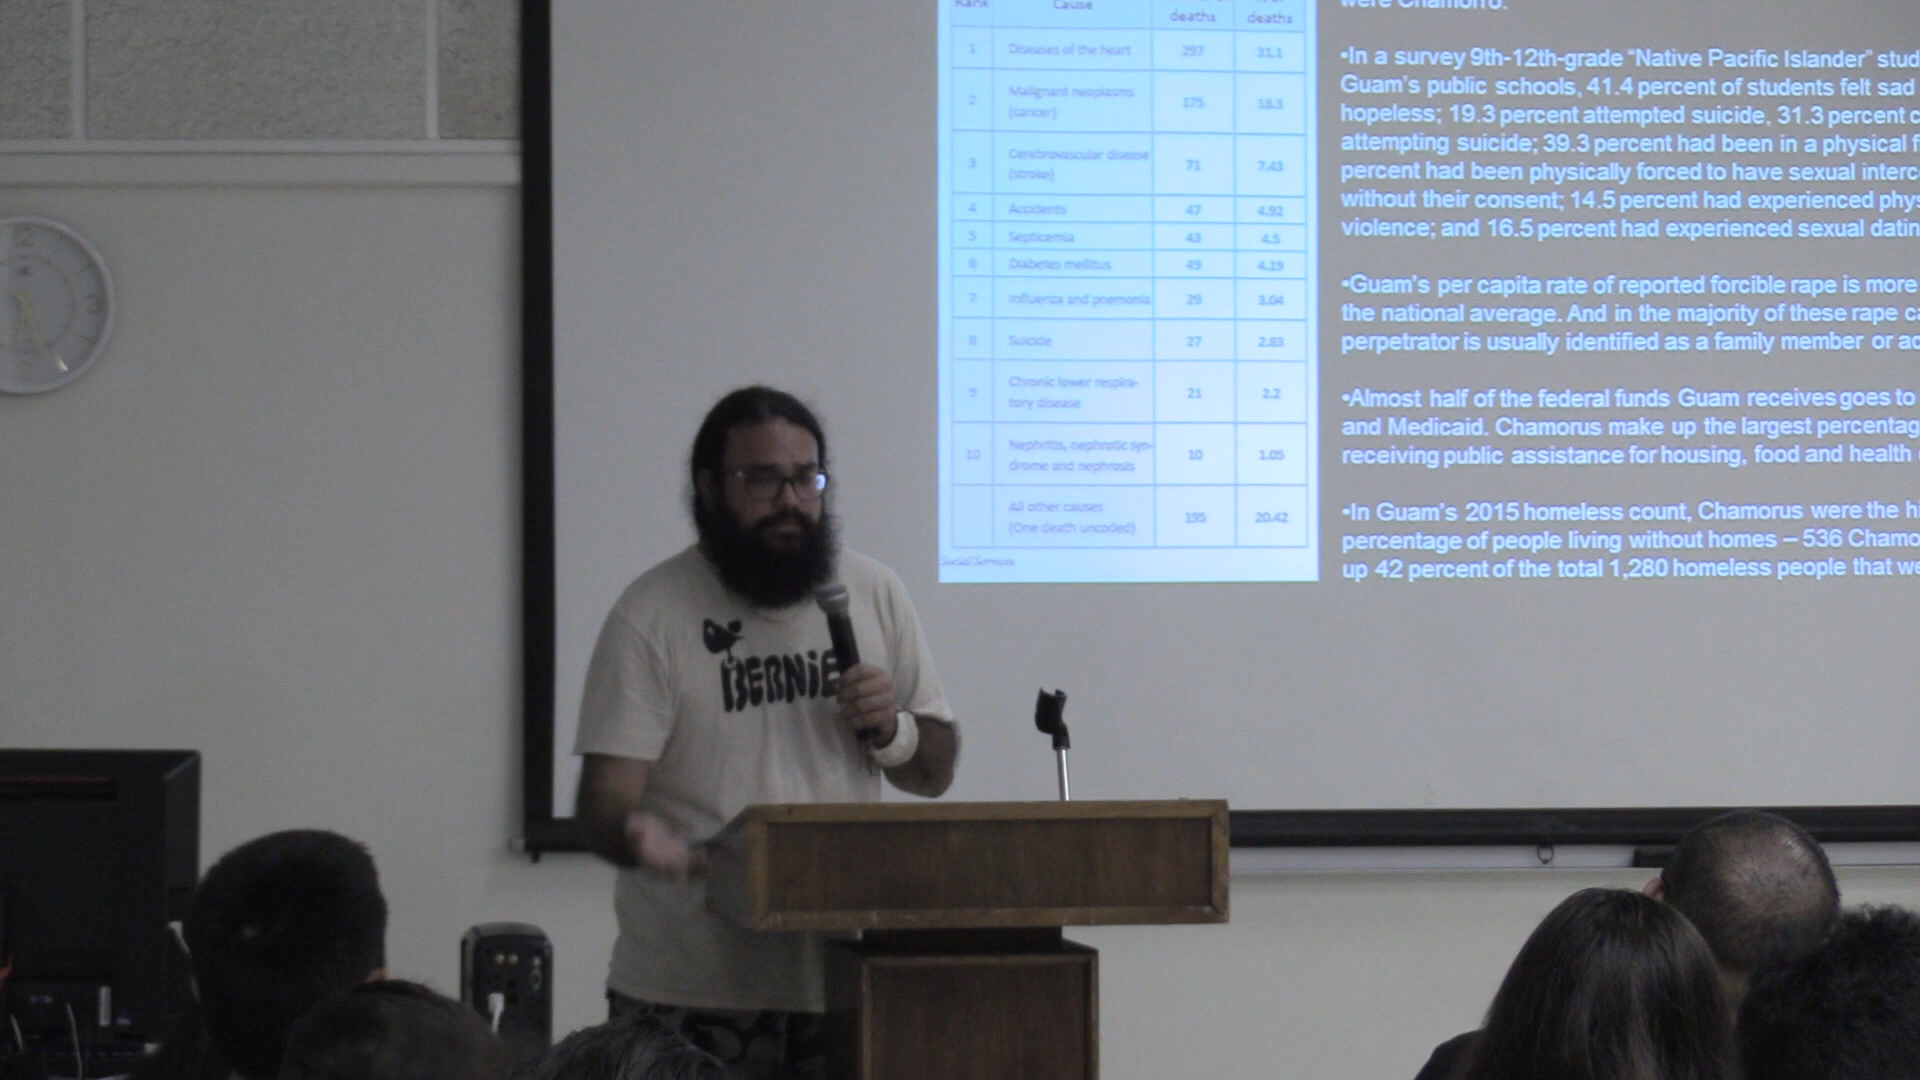 Rank Cause deaths deaths
1 Diseases of the heart 297 31.1
2 Malignant neoplasms (cancer) 175 18.3
3 Cerebrovascular disease (stroke) 71 7.43
4 Accidents 47 4.92
5 Septicemia 43 4.5
6 Diabetes mellitus 49 4.19
7 Influenza and pnemonia 29 3.04
8 Suicide 27 2.83
9 Chronic lower respira-
tory disease 21 2.2
10 Nephritis, nephrotic syn-
drome and nephrosis 10 1.05
All other causes
(One death uncoded) 195 20.42
Social Services
were Chamorro.
•In a survey 9th-12th-grade “Native Pacific Islander” stud
Guam's public schools, 41.4 percent of students felt sad
hopeless; 19.3 percent attempted suicide, 31.3 percent c
attempting suicide; 39.3 percent had been in a physical f
percent had been physically forced to have sexual interc
without their consent; 14.5 percent had experienced phys
violence; and 16.5 percent had experienced sexual datin
•Guam's per capita rate of reported forcible rape is more
the national average. And in the majority of these rape ca
perpetrator is usually identified as a family member or ac
•Almost half of the federal funds Guam receives goes to
and Medicaid. Chamorus make up the largest percentag
receiving public assistance for housing, food and health
•In Guam's 2015 homeless count, Chamorus were the hi
percentage of people living without homes – 536 Chamo
up 42 percent of the total 1,280 homeless people that we
BERNIE